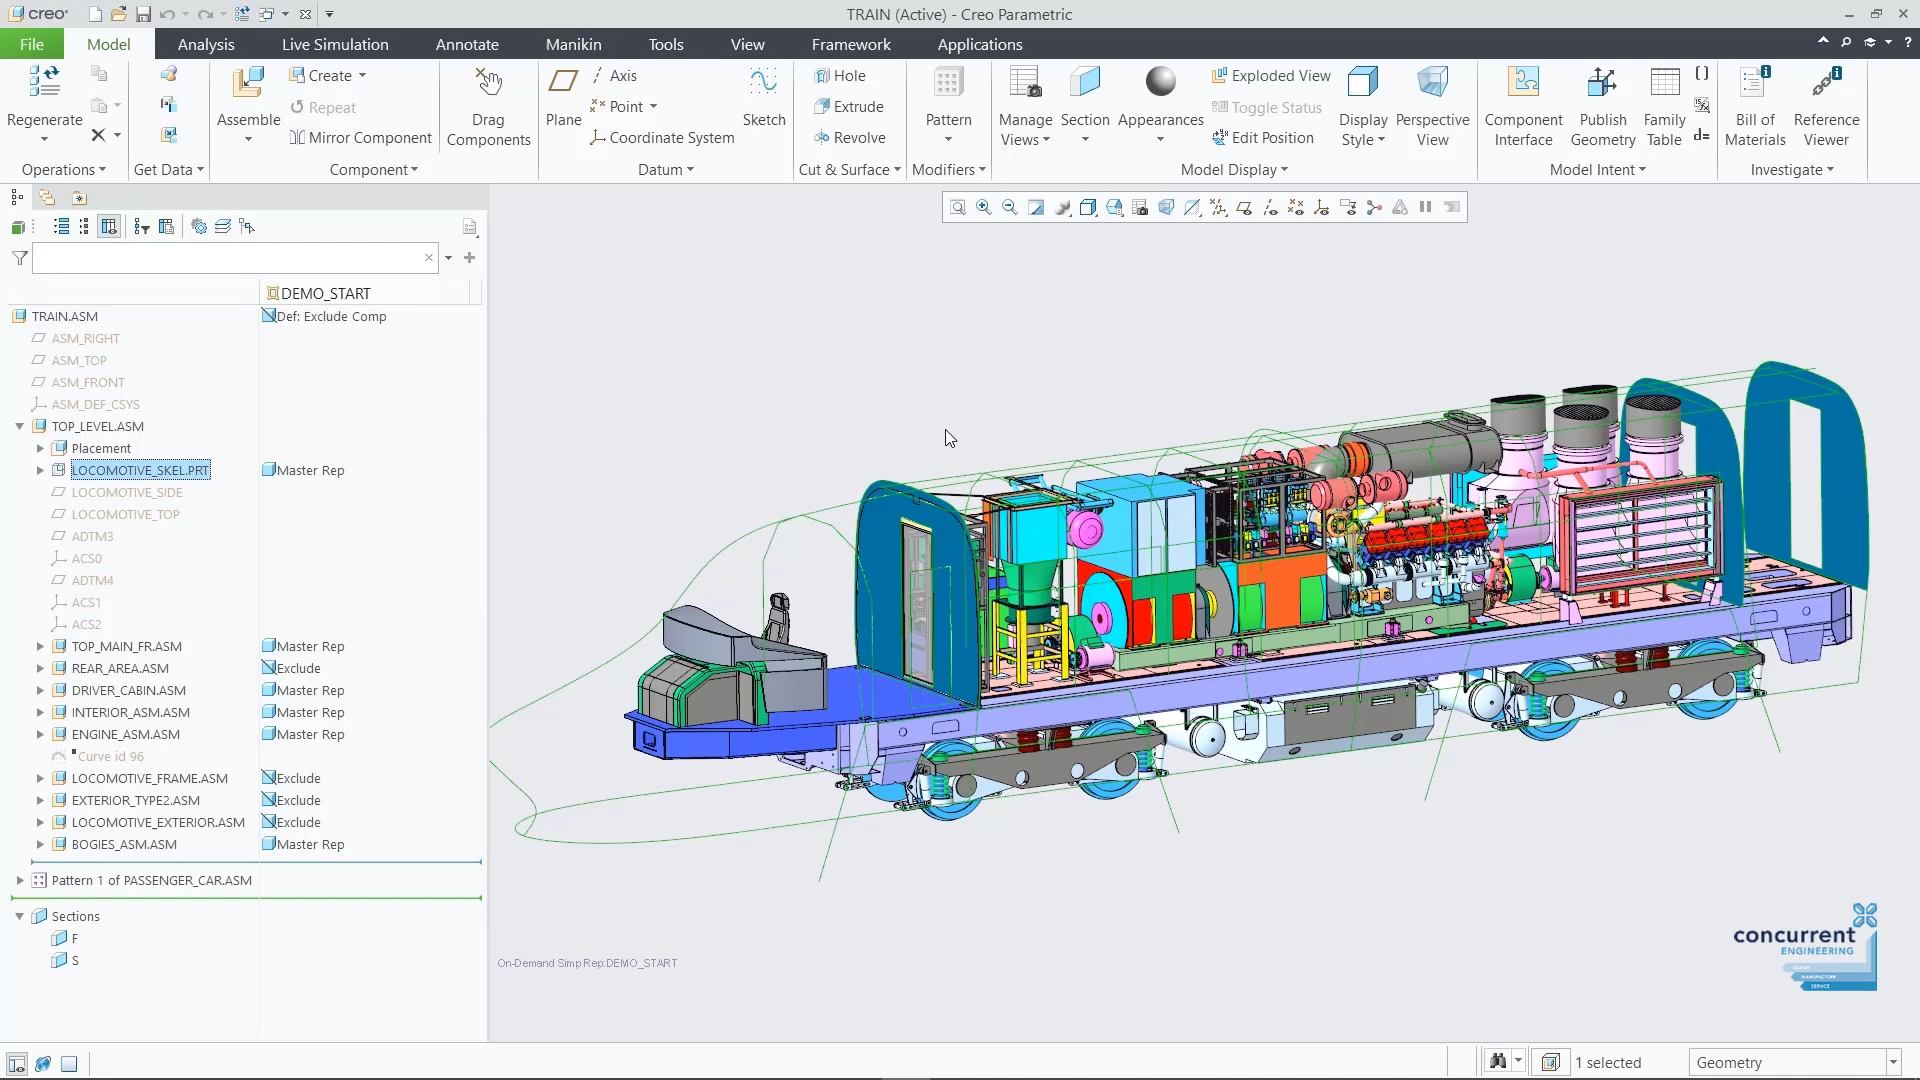 creo
TRAIN (Active) - Creo Parametric
File
Model
Analysis
Live Simulation
Annotate
Manikin
Tools
View
Framework
Applications
Regenerate
Operations
Get Data
Assemble
Create
Repeat
Mirror Component
Component
Drag
Components
Plane
Axis
Point
Coordinate System
Sketch
Datum
Hole
Extrude
Revolve
Cut & Surface
Pattern
Modifiers
Manage
Views
Section
Appearances
Exploded View
Toggle Status
Edit Position
Display
Style
Perspective
View
Model Display
Component
Interface
Publish
Geometry
Family
Table
Model Intent
Bill of
Materials
Reference
Viewer
Investigate
DEMO_START
TRAIN.ASM Def: Exclude Comp
ASM_RIGHT
ASM_TOP
ASM_FRONT
ASM_DEF_CSYS
TOP_LEVEL.ASM
Placement
LOCOMOTIVE_SKEL.PRT Master Rep
LOCOMOTIVE_SIDE
LOCOMOTIVE_TOP
ADTM3
ACS0
ADTM4
ACS1
ACS2
TOP_MAIN_FR.ASM Master Rep
REAR_AREA.ASM Exclude
DRIVER_CABIN.ASM Master Rep
INTERIOR_ASM.ASM Master Rep
ENGINE_ASM.ASM Master Rep
Curve id 96
LOCOMOTIVE_FRAME.ASM Exclude
EXTERIOR_TYPE2.ASM Exclude
LOCOMOTIVE_EXTERIOR.ASM Exclude
BOGIES_ASM.ASM Master Rep
Pattern 1 of PASSENGER_CAR.ASM
Sections
F
S
On-Demand Simp Rep:DEMO_START
concurrent
ENGINEERING
DESIGN
MANUFACTURE
SERVICE
1 selected
Geometry